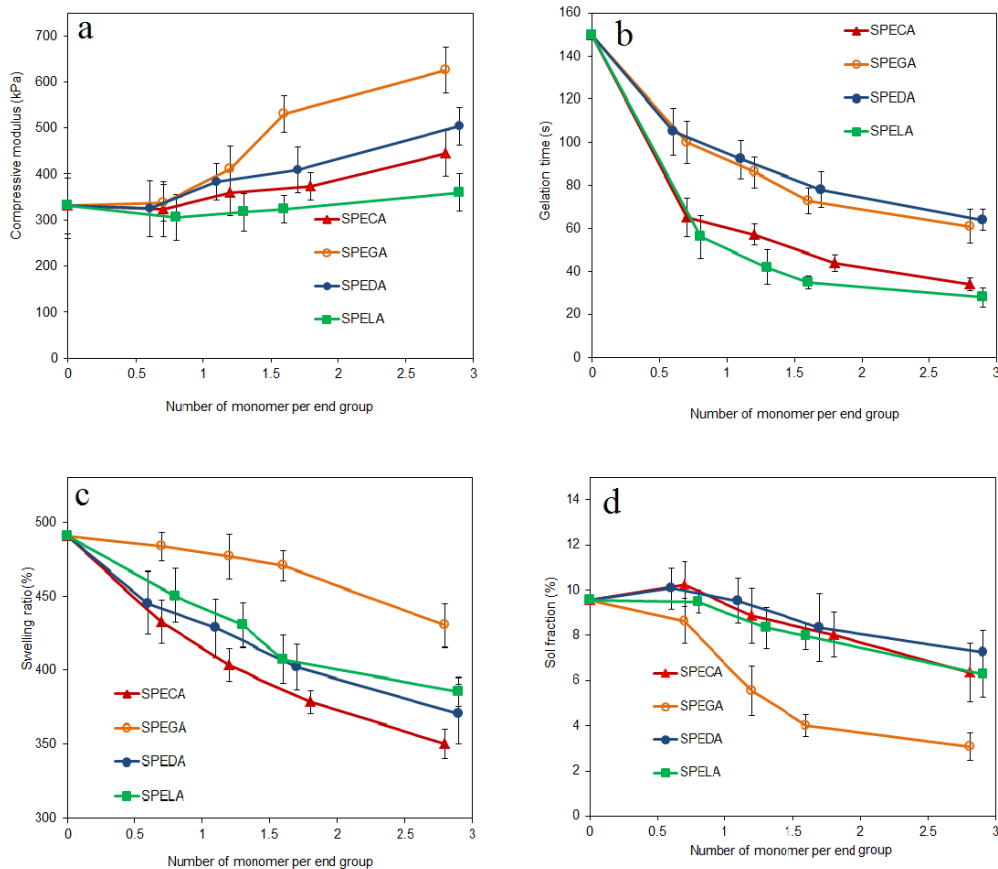 a
Compressive modulus (kPa)
700
600
500
400
300
200
100
0
0 0.5 1 1.5 2 2.5 3
Number of monomer per end group
SPECA
SPEGA
SPEDA
SPELA
b
Gelation time (s)
160
140
120
100
80
60
40
20
0
0 0.5 1 1.5 2 2.5 3
Number of monomer per end group
SPECA
SPEGA
SPEDA
SPELA
c
Swelling ratio(%)
500
450
400
350
300
0 0.5 1 1.5 2 2.5 3
Number of monomer per end group
SPECA
SPEGA
SPEDA
SPELA
d
Sol fraction (%)
14
12
10
8
6
4
2
0
0 0.5 1 1.5 2 2.5 3
Number of monomer per end group
SPECA
SPEGA
SPEDA
SPELA